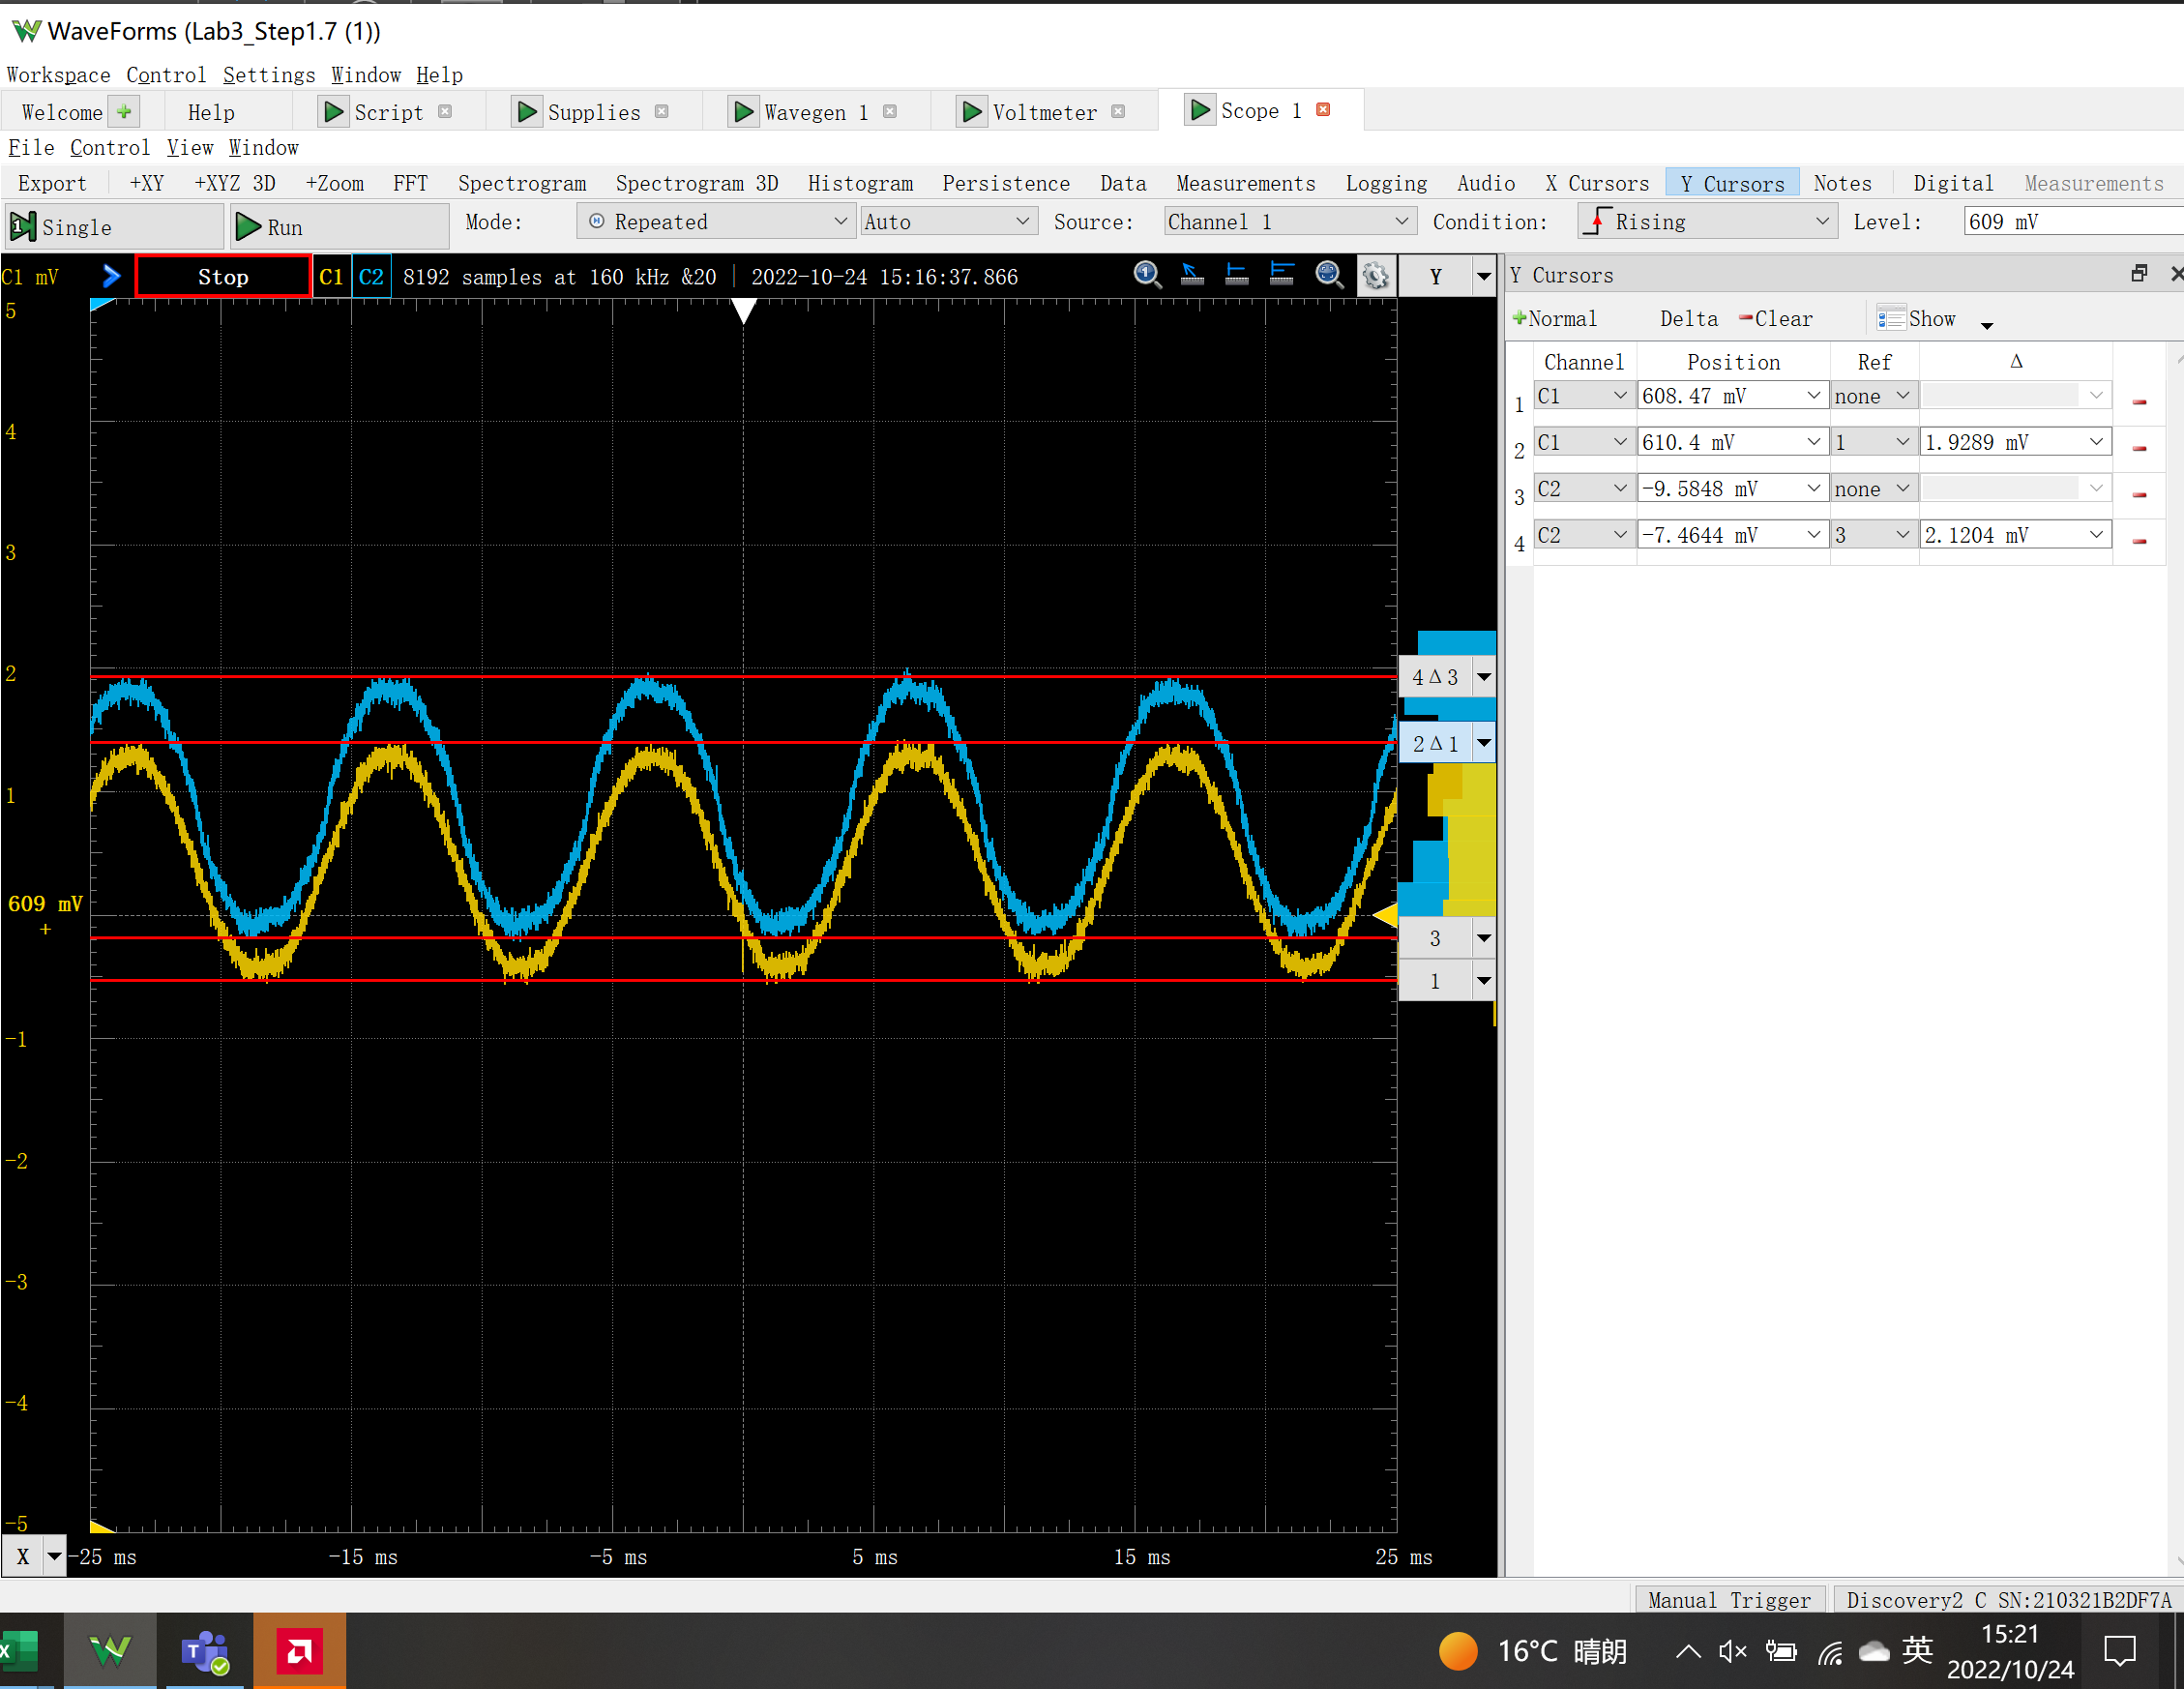 WaveForms (Lab3_Step1.7 (1))
Workspace Control Settings Window Help
Welcome Help Script Supplies Wavegen 1 Voltmeter Scope 1
File Control View Window
Export +XY +XYZ 3D +Zoom FFT Spectrogram Spectrogram 3D Histogram Persistence Data Measurements Logging Audio X Cursors Y Cursors Notes Digital Measurements
Single Run Mode: Repeated Auto Source: Channel 1 Condition: Rising Level: 609 mV
C1 mV Stop C1 C2 8192 samples at 160 kHz &20 | 2022-10-24 15:16:37.866 Y
Y Cursors
Normal Delta Clear Show
Channel Position Ref Δ
1 C1 608.47 mV none
2 C1 610.4 mV 1 1.9289 mV
3 C2 -9.5848 mV none
4 C2 -7.4644 mV 3 2.1204 mV
5
4
3
2
1
609 mV
+
-1
-2
-3
-4
-5
4Δ3
2Δ1
3
1
X -25 ms -15 ms -5 ms 5 ms 15 ms 25 ms
Manual Trigger Discovery2 C SN:210321B2DF7A
16°C 晴朗 英 15:21
2022/10/24